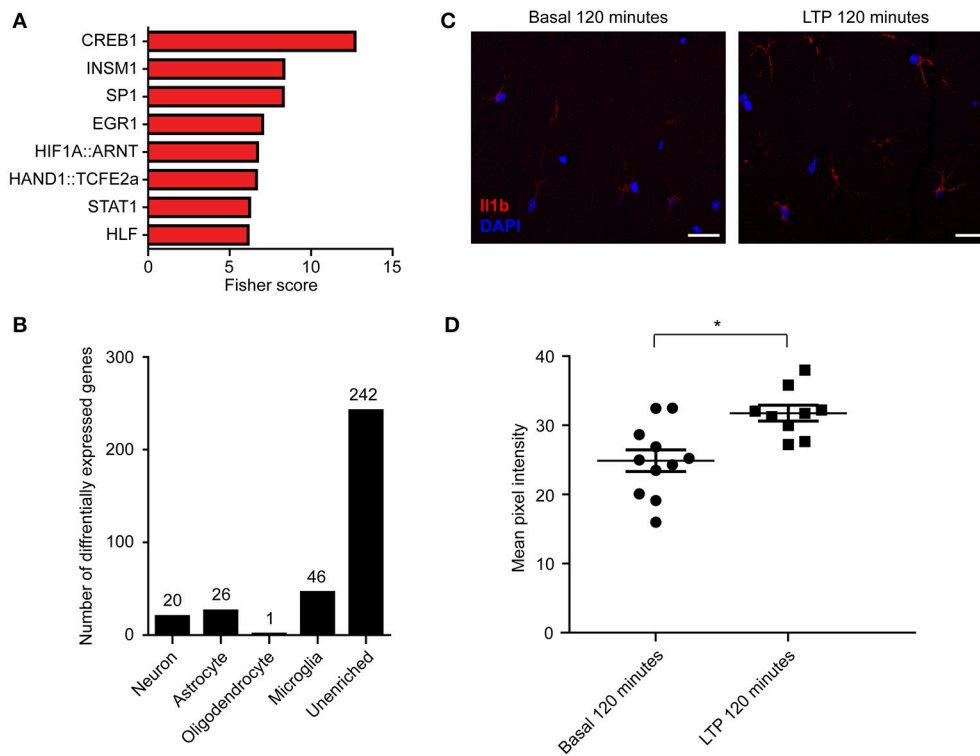 A
CREB1
INSM1
SP1
EGR1
HIF1A::ARNT
HAND1::TCFE2a
STAT1
HLF
0 5 10 15
Fisher score
B
Number of diffrentially expressed genes
300
200
100
0
20
26
1
46
242
Neuron
Astrocyte
Oligodendrocyte
Microglia
Unenriched
C
Basal 120 minutes
LTP 120 minutes
Il1b
DAPI
D
*
Mean pixel intensity
40
30
20
10
0
Basal 120 minutes
LTP 120 minutes